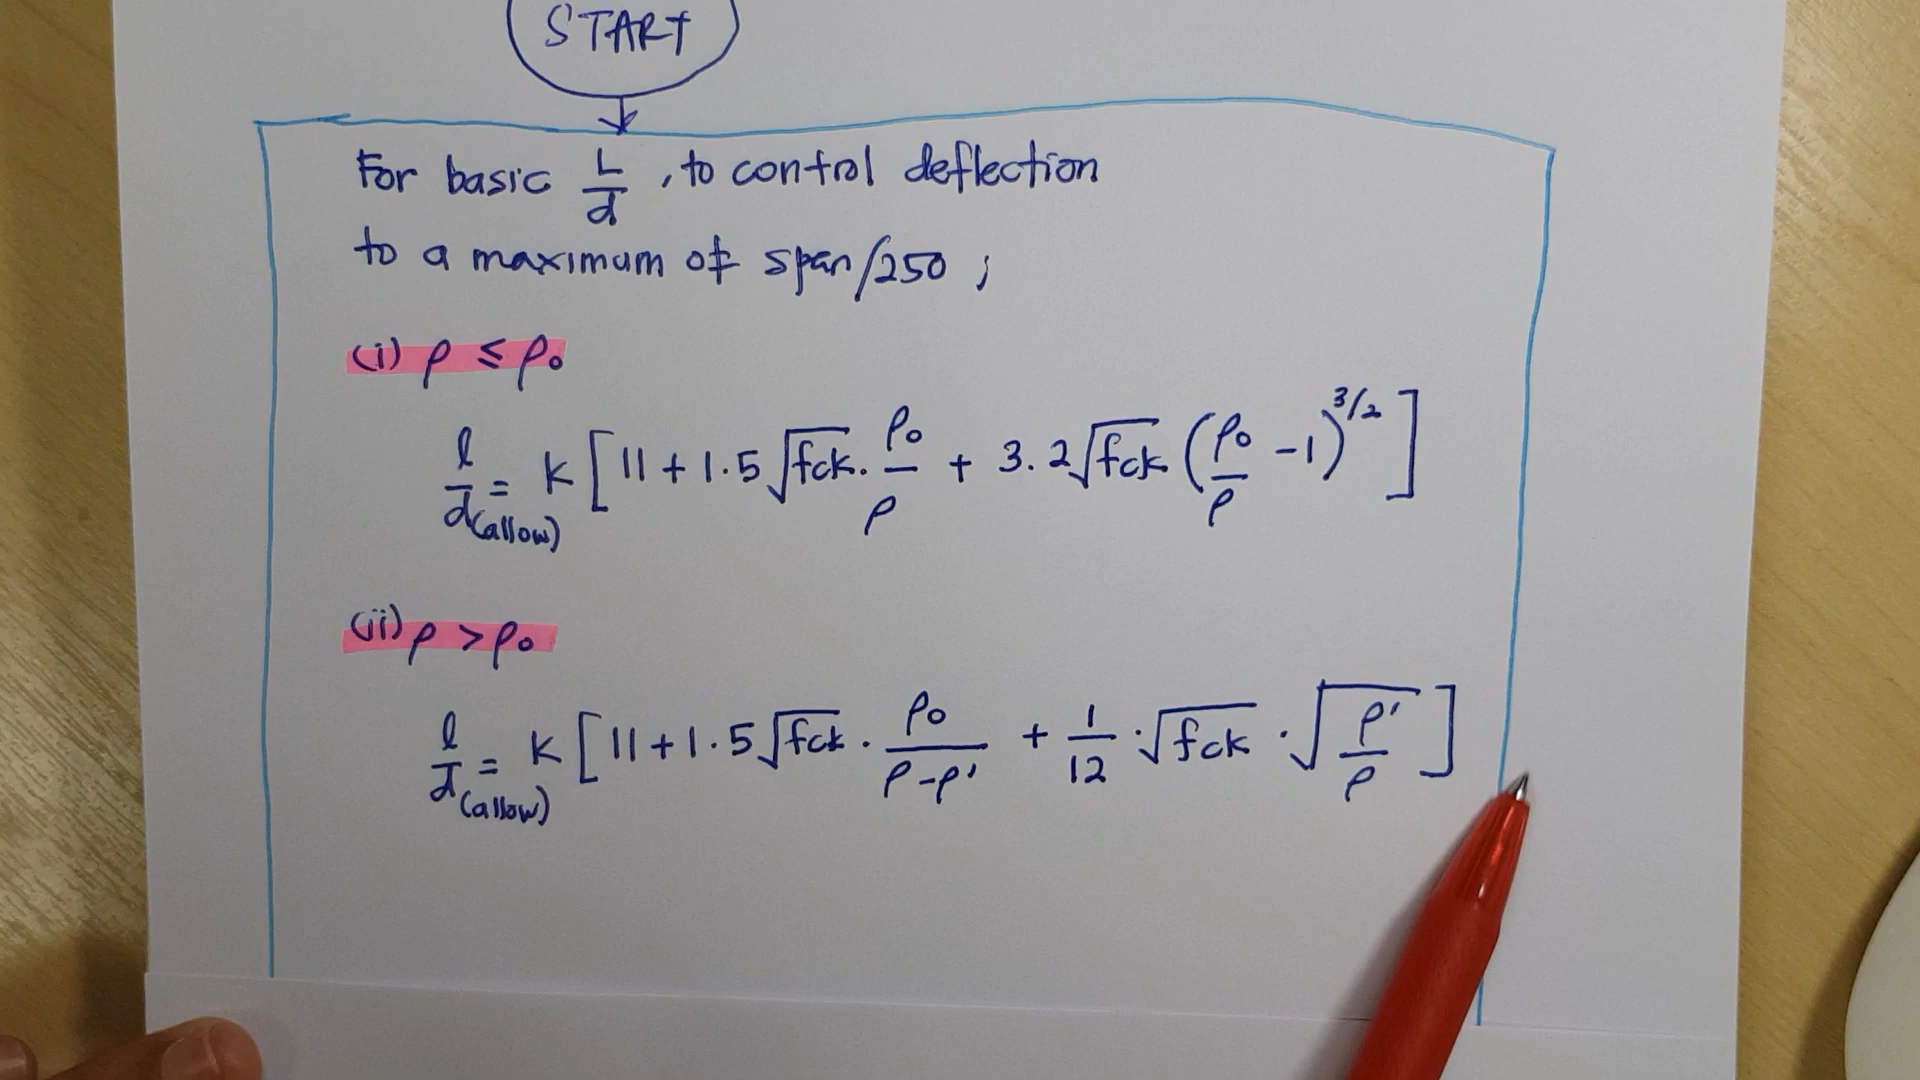 START
For basic L/d, to control deflection
to a maximum of span/250 ;
(i) ρ ≤ ρ₀
l/d (allow) = K [ 11 + 1.5 √fck . ρ₀/ρ + 3.2 √fck ( ρ₀/ρ - 1 )^3/2 ]
(ii) ρ > ρ₀
l/d (allow) = K [ 11 + 1.5 √fck . ρ₀/(ρ - ρ') + 1/12 . √fck . √(ρ'/ρ) ]